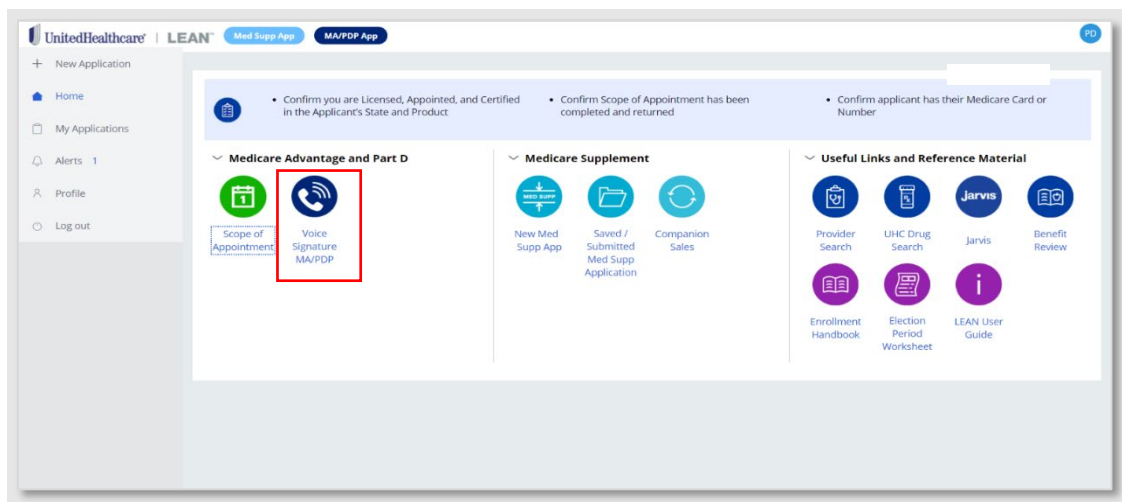 UnitedHealthcare® | LEAN™ Med Supp App MA/PDP App PD
+ New Application
Home
My Applications
Alerts 1
Profile
Log out
• Confirm you are Licensed, Appointed, and Certified
in the Applicant's State and Product
• Confirm Scope of Appointment has been
completed and returned
• Confirm applicant has their Medicare Card or
Number
Medicare Advantage and Part D
1
Scope of
Appointment
Voice
Signature
MA/PDP
Medicare Supplement
MED SUPP
New Med
Supp App
Saved /
Submitted
Med Supp
Application
Companion
Sales
Useful Links and Reference Material
Provider
Search
UHC Drug
Search
Jarvis
Jarvis
Benefit
Review
Enrollment
Handbook
Election
Period
Worksheet
i
LEAN User
Guide